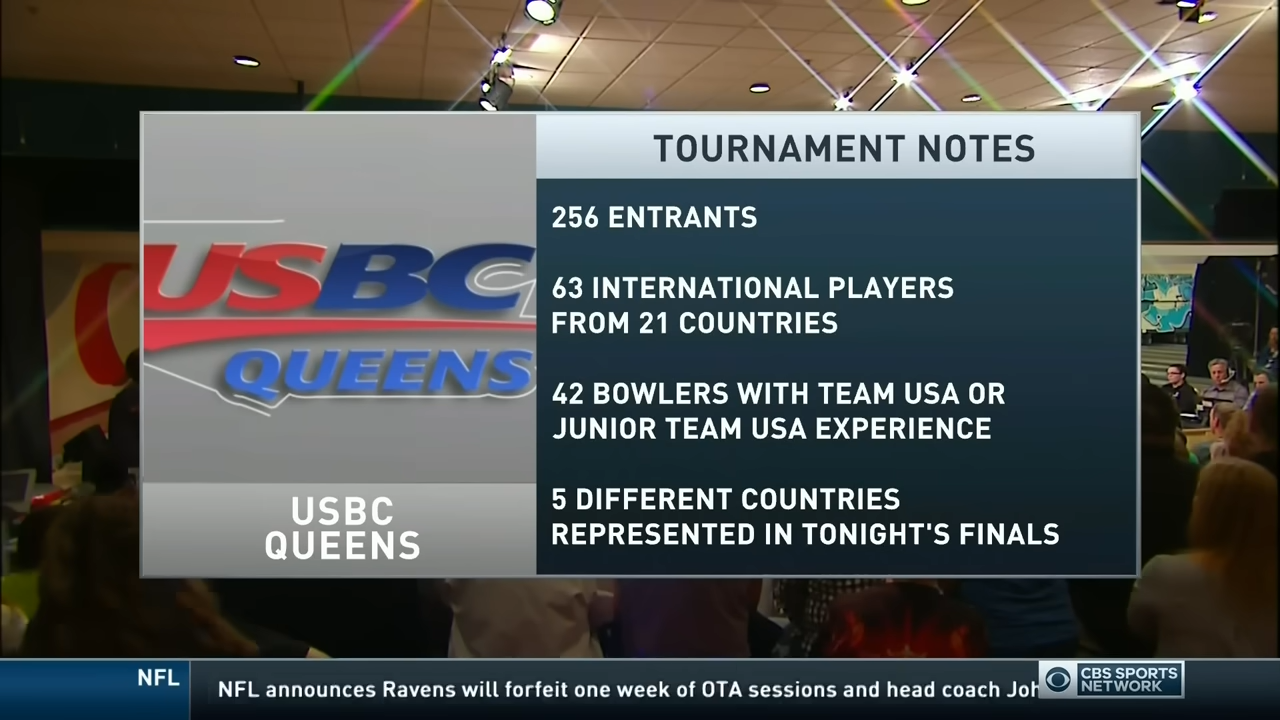 TOURNAMENT NOTES
256 ENTRANTS
63 INTERNATIONAL PLAYERS
FROM 21 COUNTRIES
42 BOWLERS WITH TEAM USA OR
JUNIOR TEAM USA EXPERIENCE
5 DIFFERENT COUNTRIES
REPRESENTED IN TONIGHT'S FINALS
USBC
QUEENS
USBC
QUEENS
NFL
NFL announces Ravens will forfeit one week of OTA sessions and head coach Joh
CBS SPORTS
NETWORK